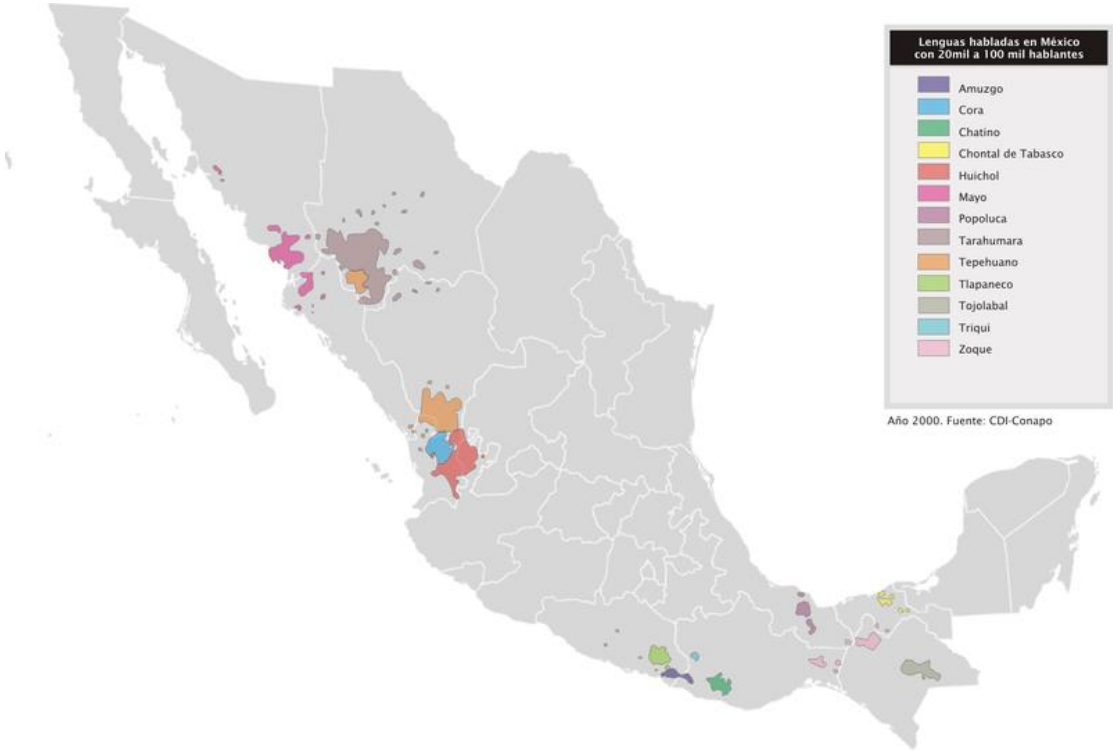 Lenguas habladas en México
con 20mil a 100 mil hablantes
Amuzgo
Cora
Chatino
Chontal de Tabasco
Huichol
Mayo
Popoluca
Tarahumara
Tepehuano
Tlapaneco
Tojolabal
Triqui
Zoque
Año 2000. Fuente: CDI-Conapo